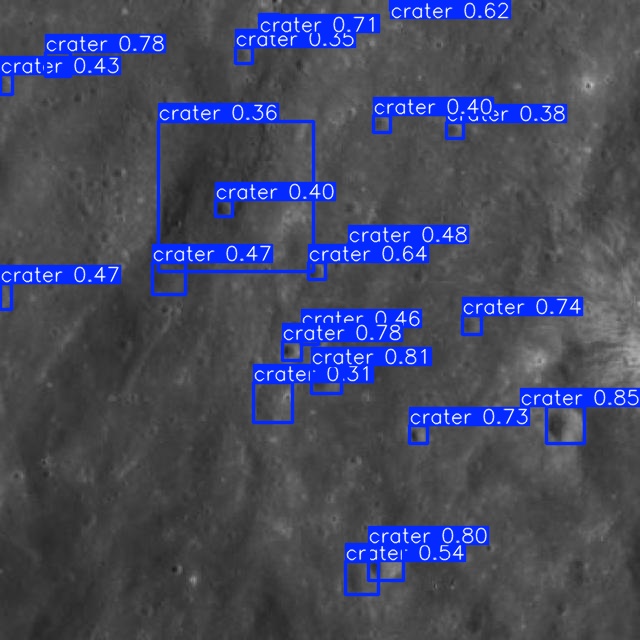 crater 0.62
crater 0.71
crater 0.35
crater 0.78
crater 0.43
crater 0.40
crater 0.38
crater 0.36
crater 0.40
crater 0.48
crater 0.47
crater 0.64
crater 0.47
crater 0.74
crater 0.46
crater 0.78
crater 0.81
crater 0.31
crater 0.85
crater 0.73
crater 0.80
crater 0.54